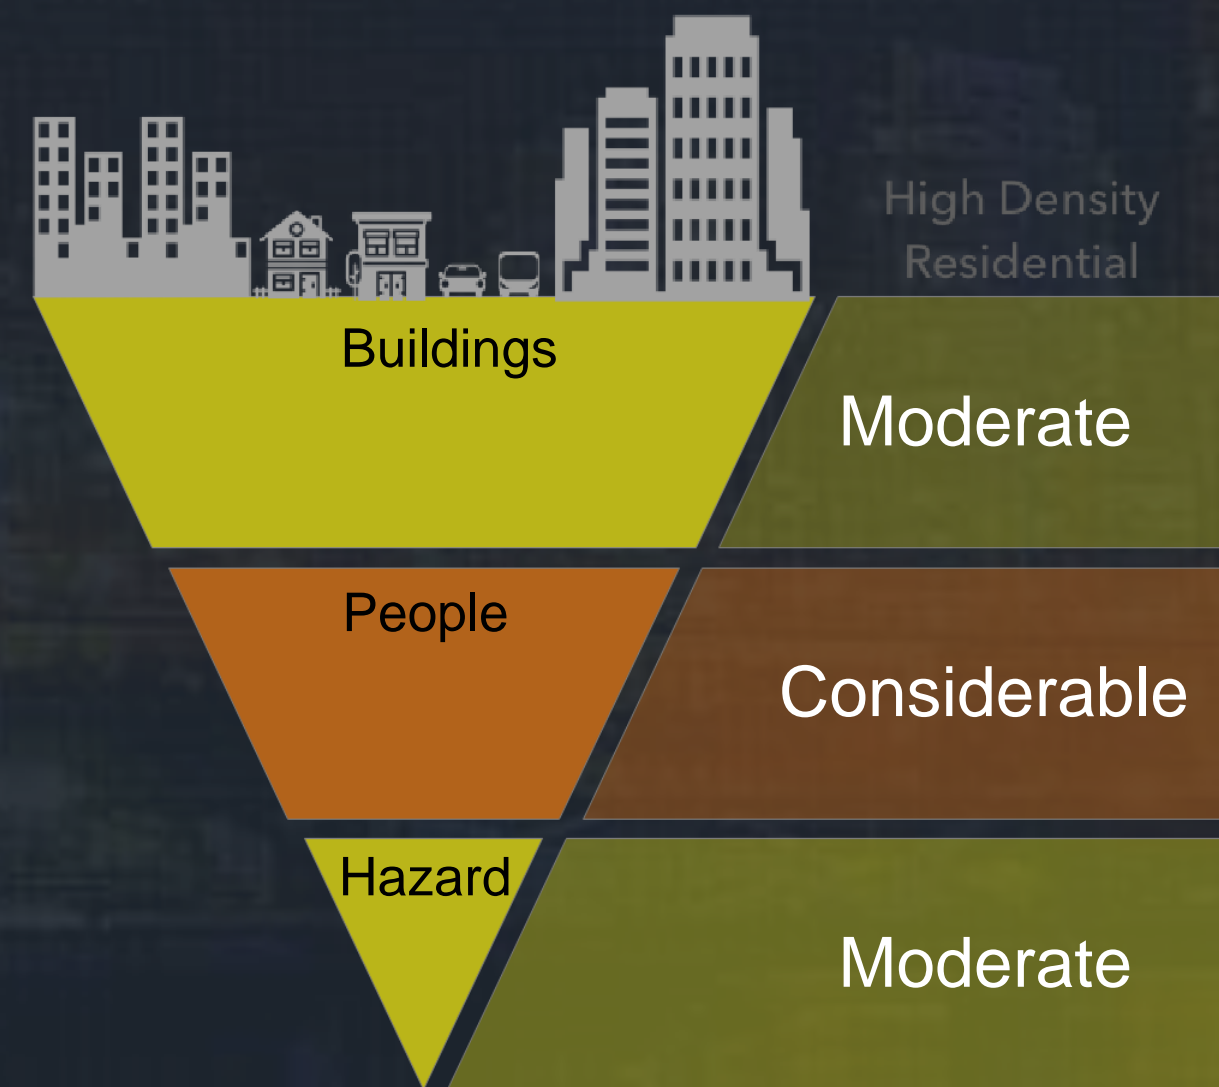 High Density
Residential
Buildings
Moderate
People
Considerable
Hazard
Moderate